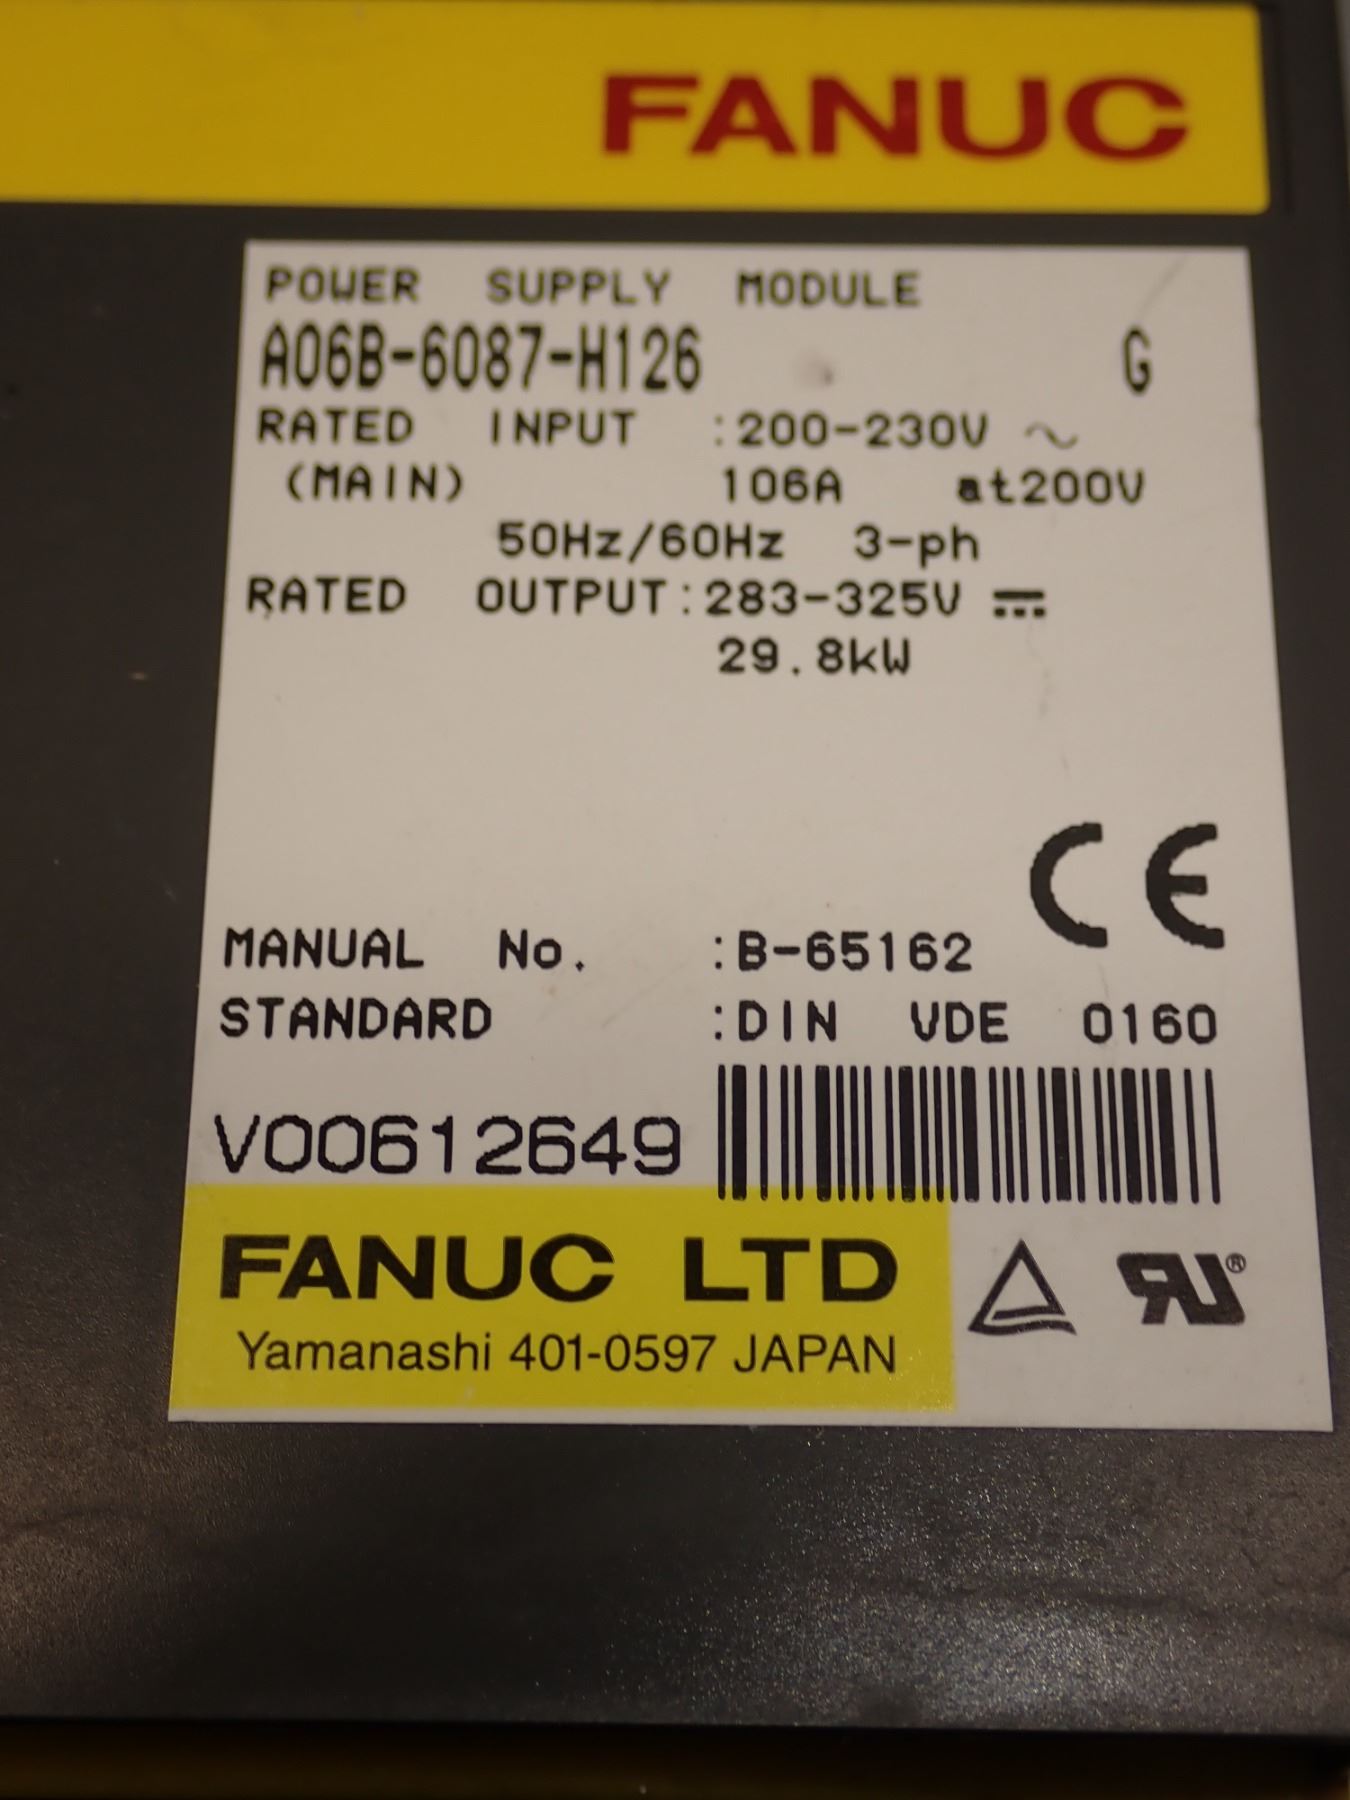 FANUC
POWER SUPPLY MODULE
A06B-6087-H126 G
RATED INPUT :200-230V ~
(MAIN) 106A at200V
50Hz/60Hz 3-ph
RATED OUTPUT:283-325V ⎓
29.8kW
CE
MANUAL No. :B-65162
STANDARD :DIN VDE 0160
V00612649
FANUC LTD
Yamanashi 401-0597 JAPAN
RU®